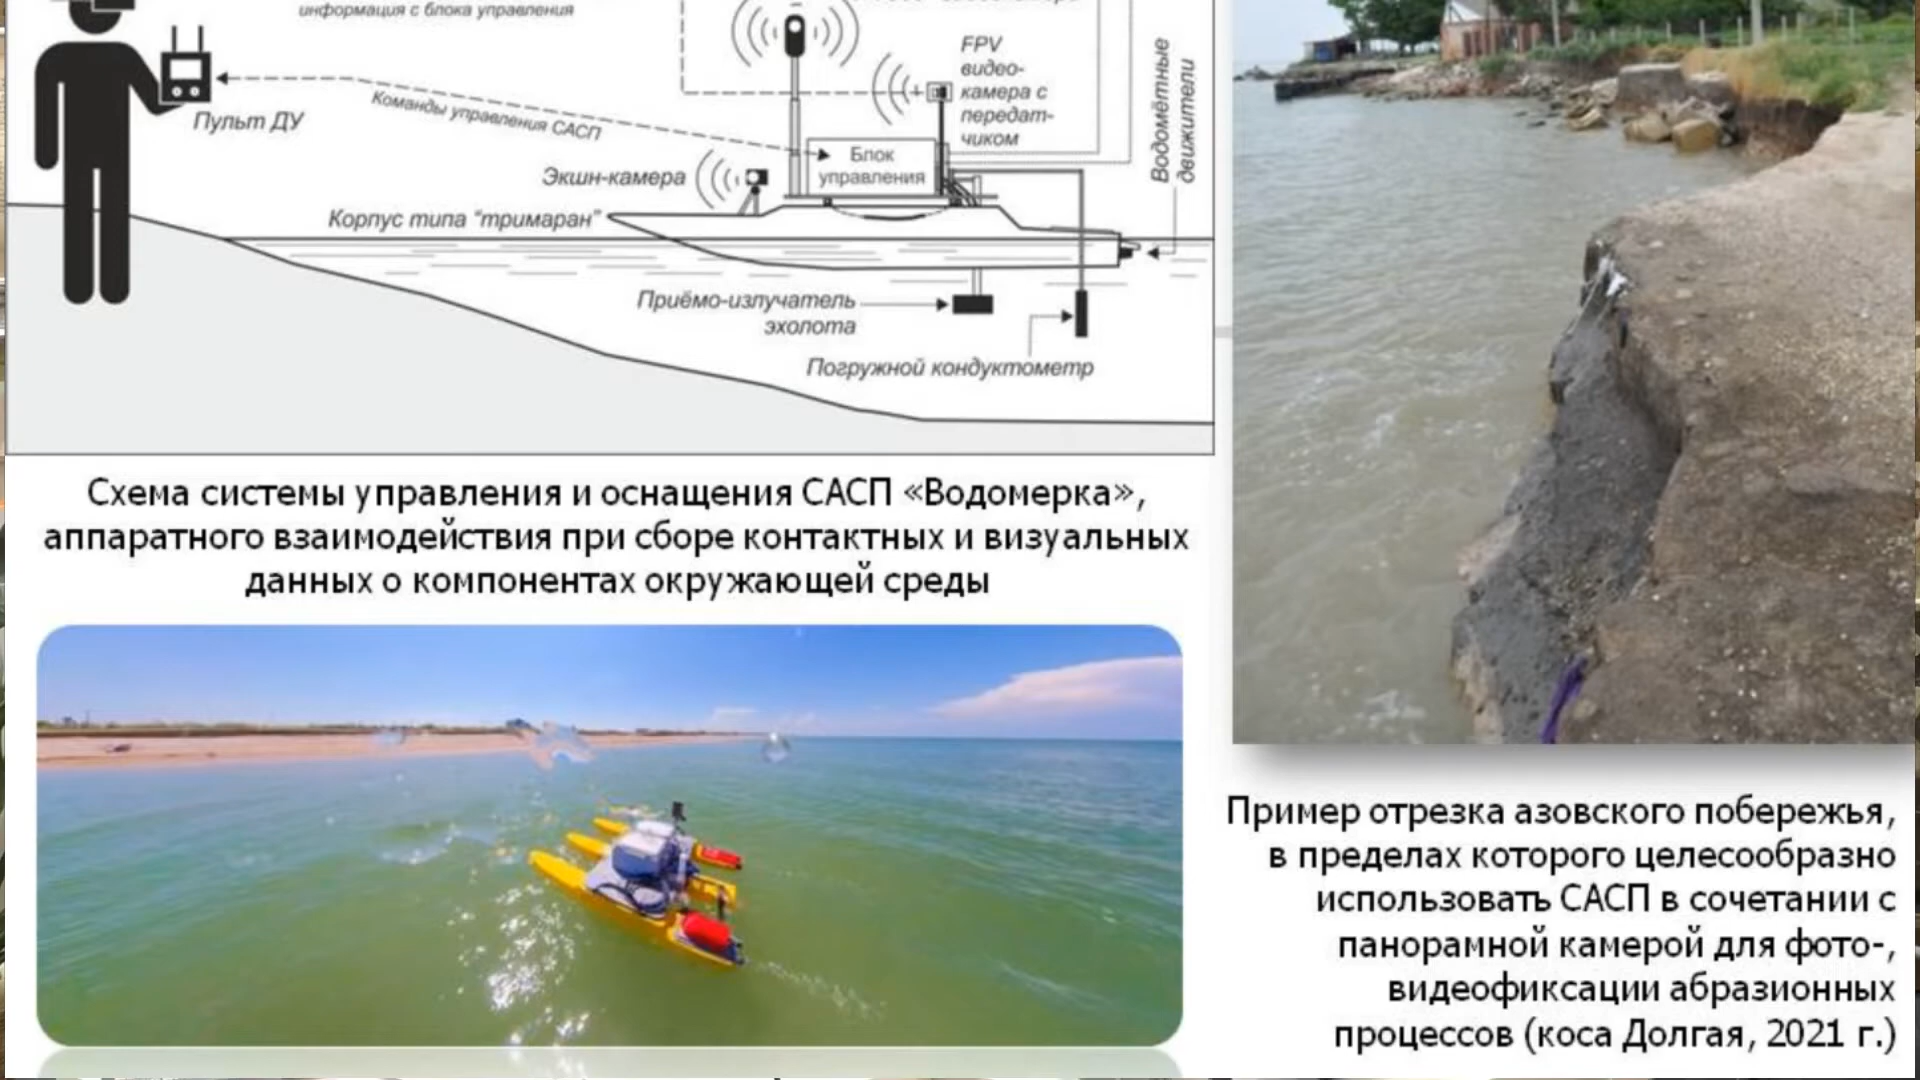 информация с блока управления
FPV
видео-
камера с
передат-
чиком
Водомётные
движители
Команды управления САСП
Пульт ДУ
Блок
управления
Экшн-камера
Корпус типа "тримаран"
Приёмо-излучатель
эхолота
Погружной кондуктометр
Схема системы управления и оснащения САСП «Водомерка»,
аппаратного взаимодействия при сборе контактных и визуальных
данных о компонентах окружающей среды
Пример отрезка азовского побережья,
в пределах которого целесообразно
использовать САСП в сочетании с
панорамной камерой для фото-,
видеофиксации абразионных
процессов (коса Долгая, 2021 г.)